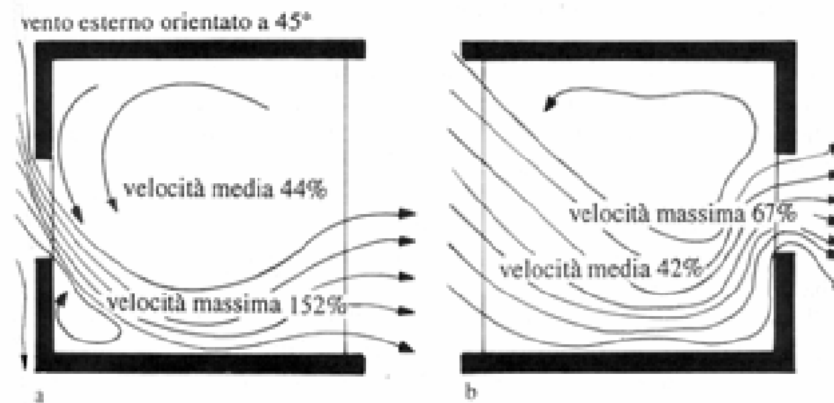 vento esterno orientato a 45°
velocità media 44%
velocità massima 152%
a
velocità massima 67%
velocità media 42%
b